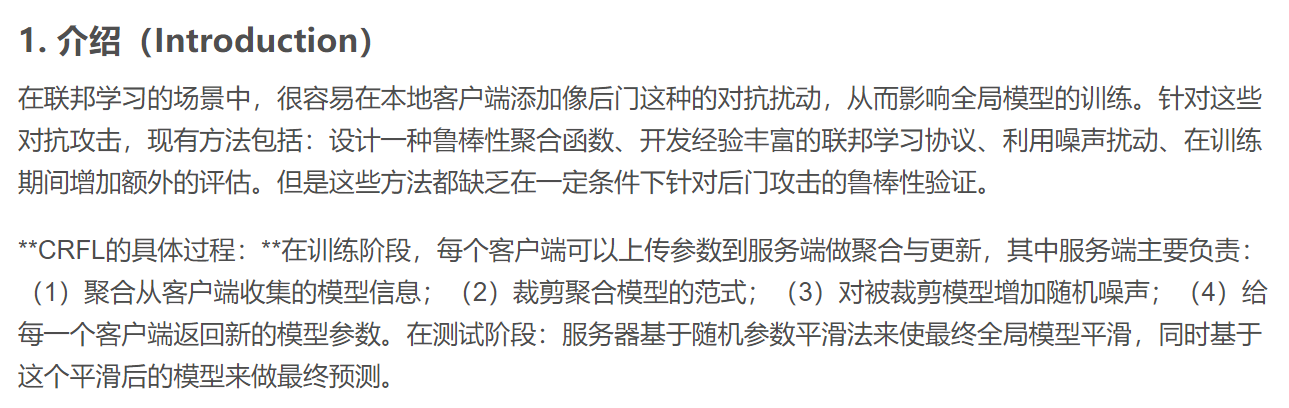 1. 介绍（Introduction）
在联邦学习的场景中，很容易在本地客户端添加像后门这种的对抗扰动，从而影响全局模型的训练。针对这些
对抗攻击，现有方法包括：设计一种鲁棒性聚合函数、开发经验丰富的联邦学习协议、利用噪声扰动、在训练
期间增加额外的评估。但是这些方法都缺乏在一定条件下针对后门攻击的鲁棒性验证。
**CRFL的具体过程：**在训练阶段，每个客户端可以上传参数到服务端做聚合与更新，其中服务端主要负责：
（1）聚合从客户端收集的模型信息；（2）裁剪聚合模型的范式；（3）对被裁剪模型增加随机噪声；（4）给
每一个客户端返回新的模型参数。在测试阶段：服务器基于随机参数平滑法来使最终全局模型平滑，同时基于
这个平滑后的模型来做最终预测。